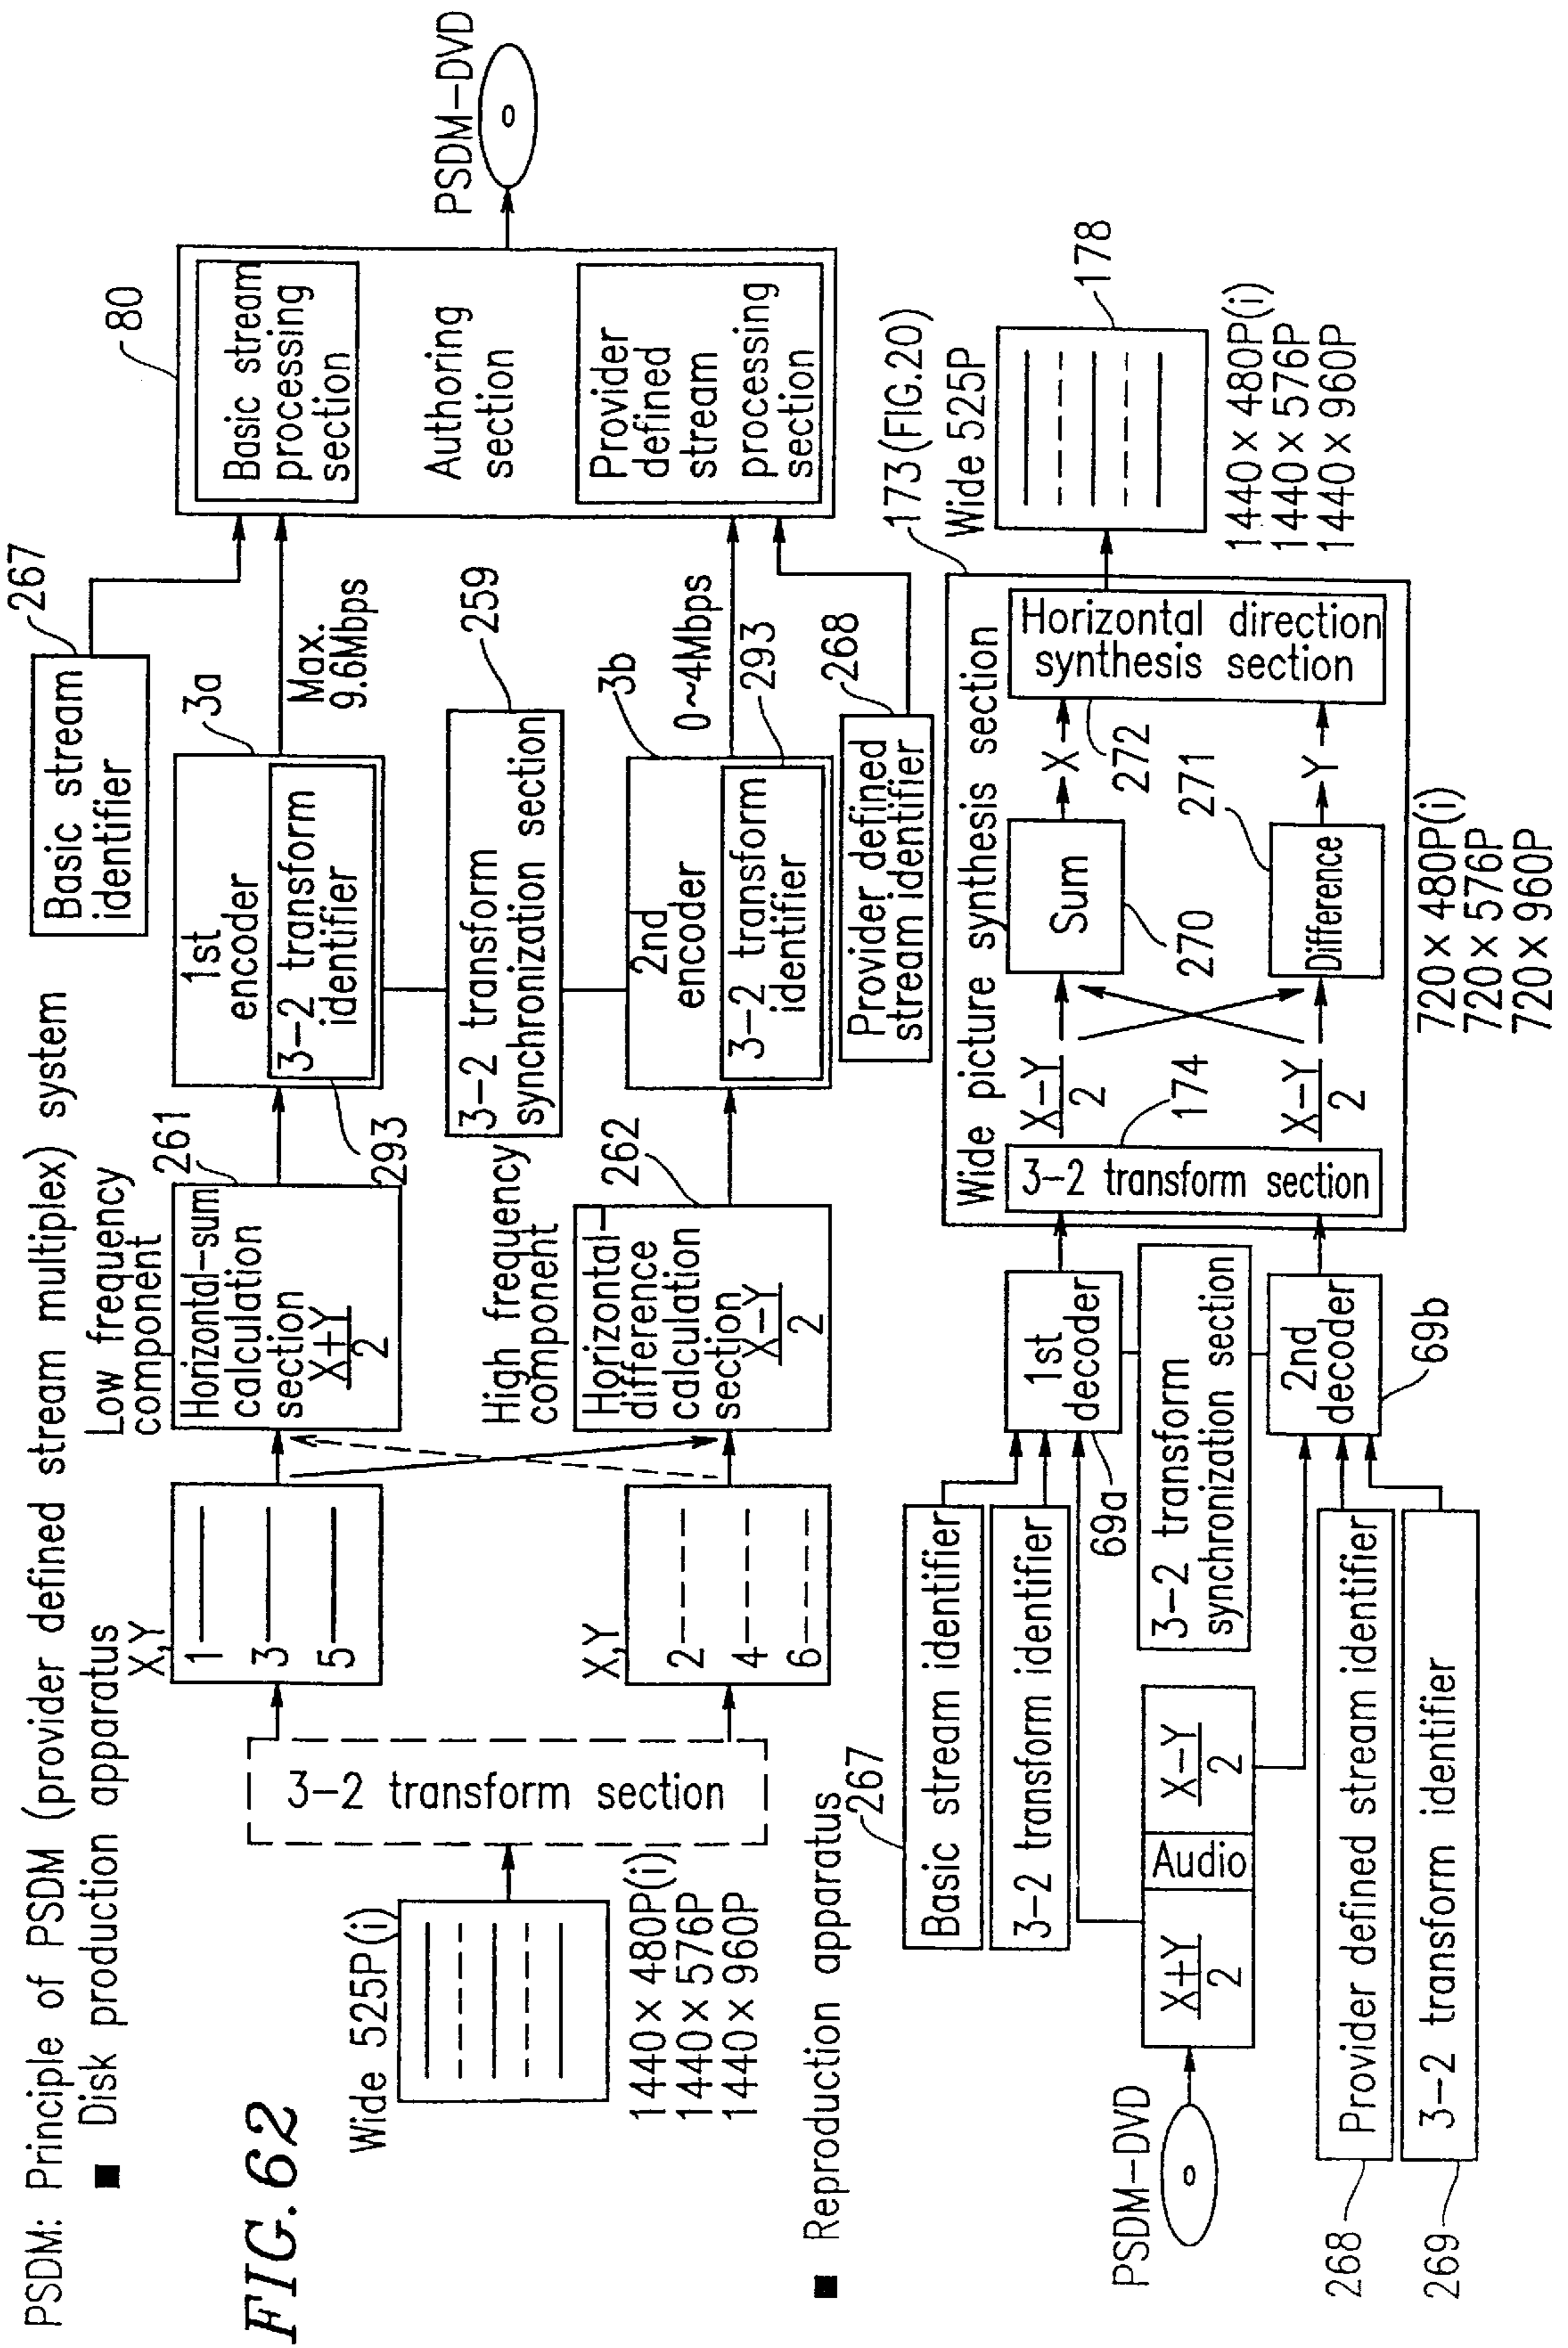 PSDM: Principle of PSDM (provider defined stream multiplex) system
■ Disk production apparatus
FIG. 62
Wide 525P(i)
1440×480P(i)
1440×576P
1440×960P
3-2 transform section
X,Y
1
3
5
X,Y
2
4
6
Low frequency
component
261
Horizontal-sum
calculation
section
X+Y
2
High frequency
component
262
Horizontal-
difference
calculation
section
X-Y
2
293
3a
1st
encoder
3-2 transform
identifier
259
3-2 transform
synchronization section
3b
2nd
encoder
3-2 transform
identifier
293
Basic stream
identifier
267
Max.
9.6Mbps
0~4Mbps
Provider defined
stream identifier
268
80
Basic stream
processing
section
Authoring
section
Provider
defined
stream
processing
section
PSDM-DVD
■ Reproduction apparatus
PSDM-DVD
X+Y
2
Audio
X-Y
2
267
Basic stream identifier
3-2 transform identifier
268
Provider defined stream identifier
269
3-2 transform identifier
1st
decoder
69a
3-2 transform
synchronization section
2nd
decoder
69b
Wide picture synthesis section
173(FIG.20)
3-2 transform section
174
X-Y
2
X-Y
2
Sum
270
Difference
271
X
Y
272
Horizontal direction
synthesis section
720×480P(i)
720×576P
720×960P
Wide 525P
178
1440×480P(i)
1440×576P
1440×960P